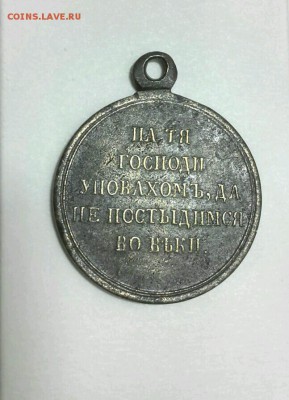 COINS.LAVE.RU
НА ТЯ
ГОСПОДИ
УПОВАХОМЪ, ДА
НЕ ПОСТЫДИМСЯ
ВО ВѢКИ